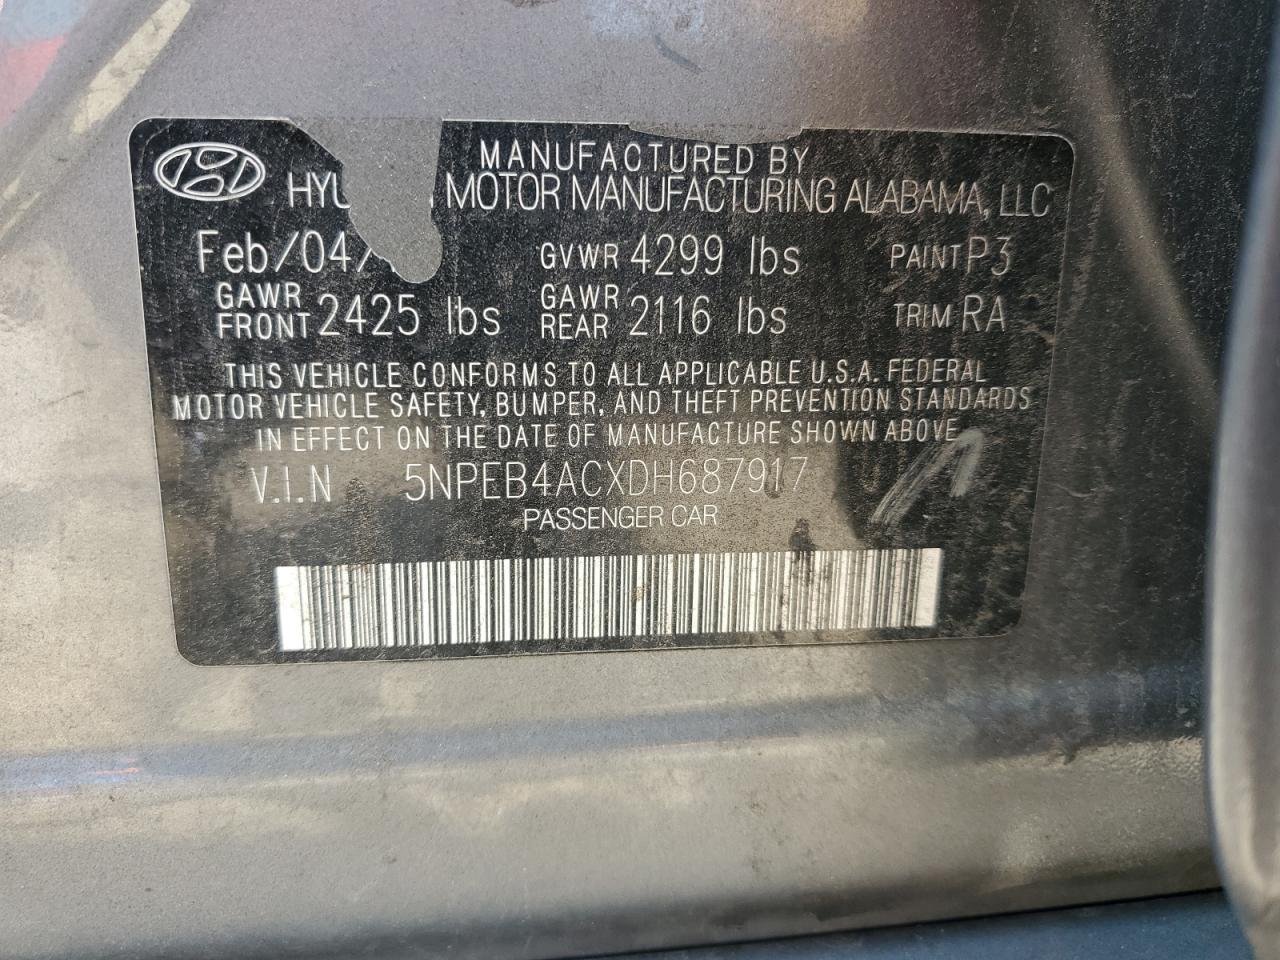 MANUFACTURED BY
MOTOR MANUFACTURING ALABAMA, LLC
Feb/04/ GVWR 4299 lbs PAINT P3
GAWR FRONT 2425 lbs GAWR REAR 2116 lbs TRIM RA
THIS VEHICLE CONFORMS TO ALL APPLICABLE U.S.A. FEDERAL
MOTOR VEHICLE SAFETY, BUMPER, AND THEFT PREVENTION STANDARDS
IN EFFECT ON THE DATE OF MANUFACTURE SHOWN ABOVE
V.I.N 5NPEB4ACXDH687917
PASSENGER CAR